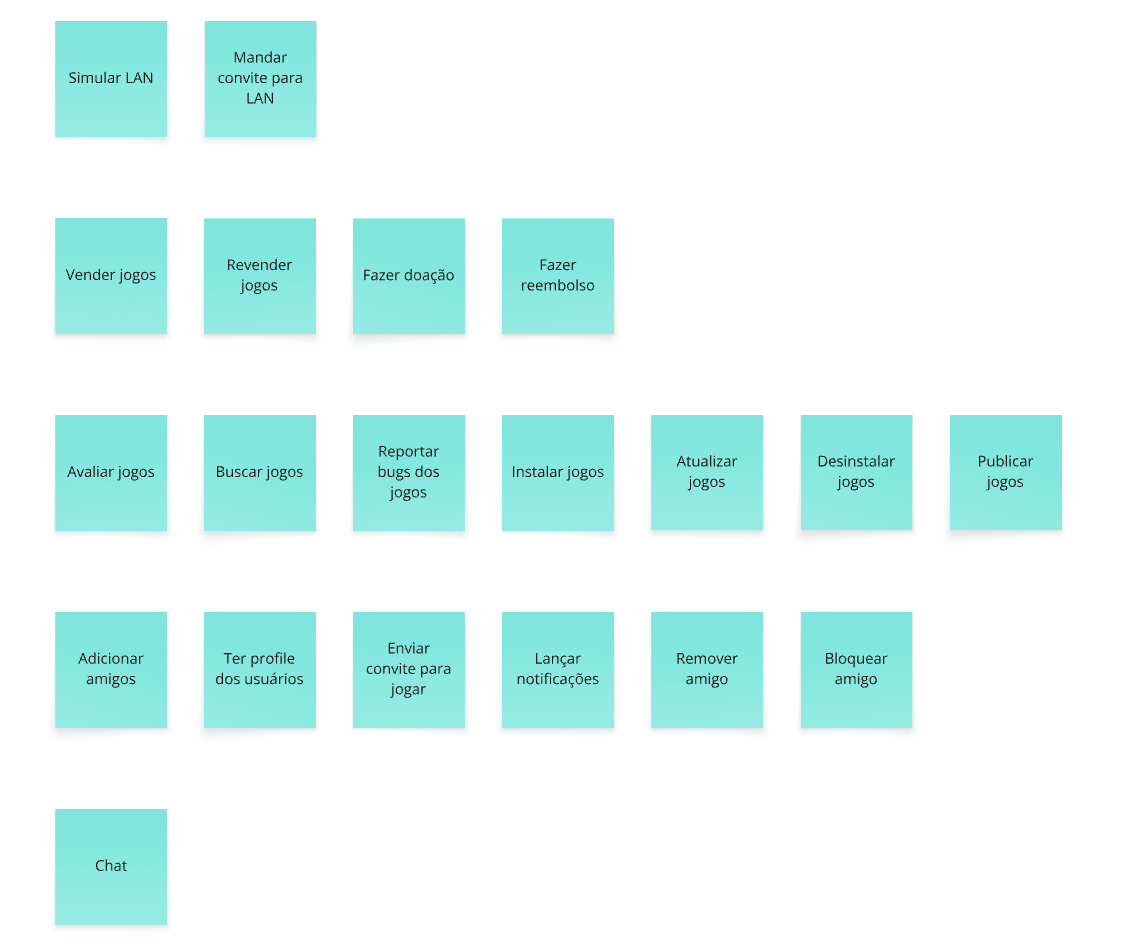 Simular LAN
Mandar
convite para
LAN
Vender jogos
Revender
jogos
Fazer doação
Fazer
reembolso
Avaliar jogos
Buscar jogos
Reportar
bugs dos
jogos
Instalar jogos
Atualizar
jogos
Desinstalar
jogos
Publicar
jogos
Adicionar
amigos
Ter profile
dos usuários
Enviar
convite para
jogar
Lançar
notificações
Remover
amigo
Bloquear
amigo
Chat